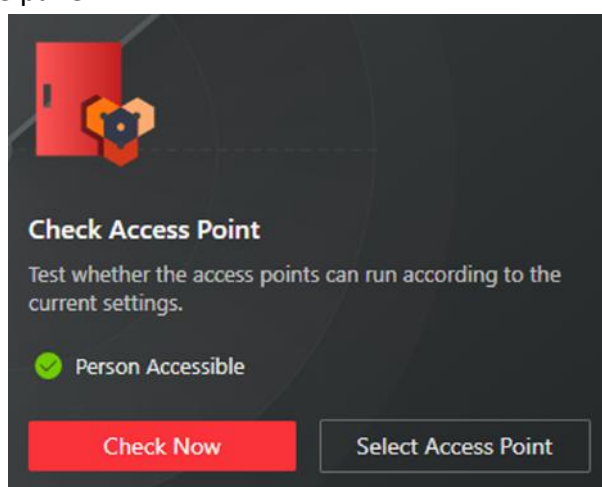 Check Access Point
Test whether the access points can run according to the
current settings.
Person Accessible
Check Now
Select Access Point